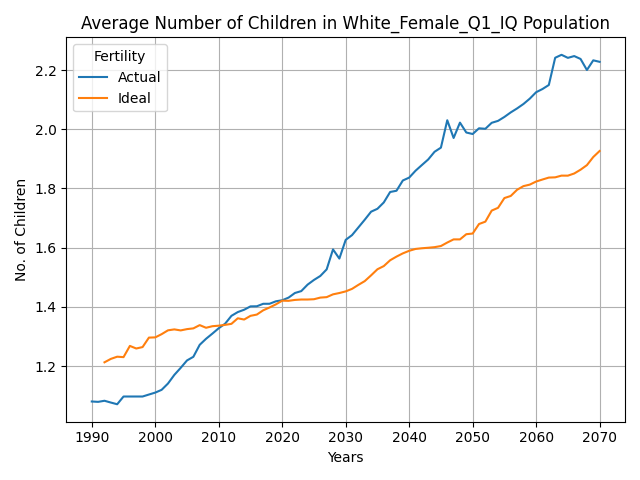 Average Number of Children in White_Female_Q1_IQ Population
Fertility
Actual
Ideal
No. of Children
2.2
2.0
1.8
1.6
1.4
1.2
1990 2000 2010 2020 2030 2040 2050 2060 2070
Years